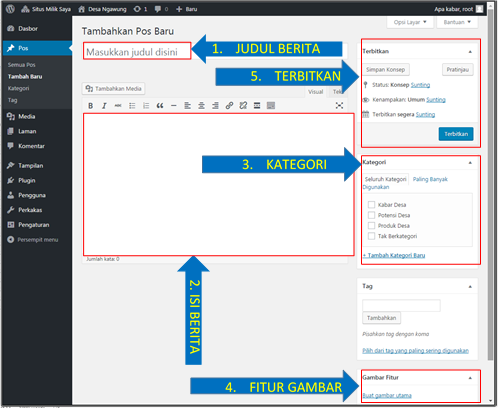 Situs Milik Saya
Desa Ngawung
1
0
+ Baru
Apa kabar, root
Opsi Layar
Bantuan
Dasbor
Pos
Semua Pos
Tambah Baru
Kategori
Tag
Media
Laman
Komentar
Tampilan
Plugin
Pengguna
Perkakas
Pengaturan
Persempit menu
Tambahkan Pos Baru
Masukkan judul disini
1. JUDUL BERITA
Tambahkan Media
Visual
Tek
B I ABC
Jumlah kata: 0
2. ISI BERITA
5. TERBITKAN
Terbitkan
Simpan Konsep
Pratinjau
Status: Konsep Sunting
Kenampakan: Umum Sunting
Terbitkan segera Sunting
Terbitkan
3. KATEGORI
Kategori
Seluruh Kategori
Paling Banyak
Digunakan
Kabar Desa
Potensi Desa
Produk Desa
Tak Berkategori
+ Tambah Kategori Baru
Tag
Tambahkan
Pisahkan tag dengan koma
Pilih dari tag yang paling sering digunakan
4. FITUR GAMBAR
Gambar Fitur
Buat gambar utama